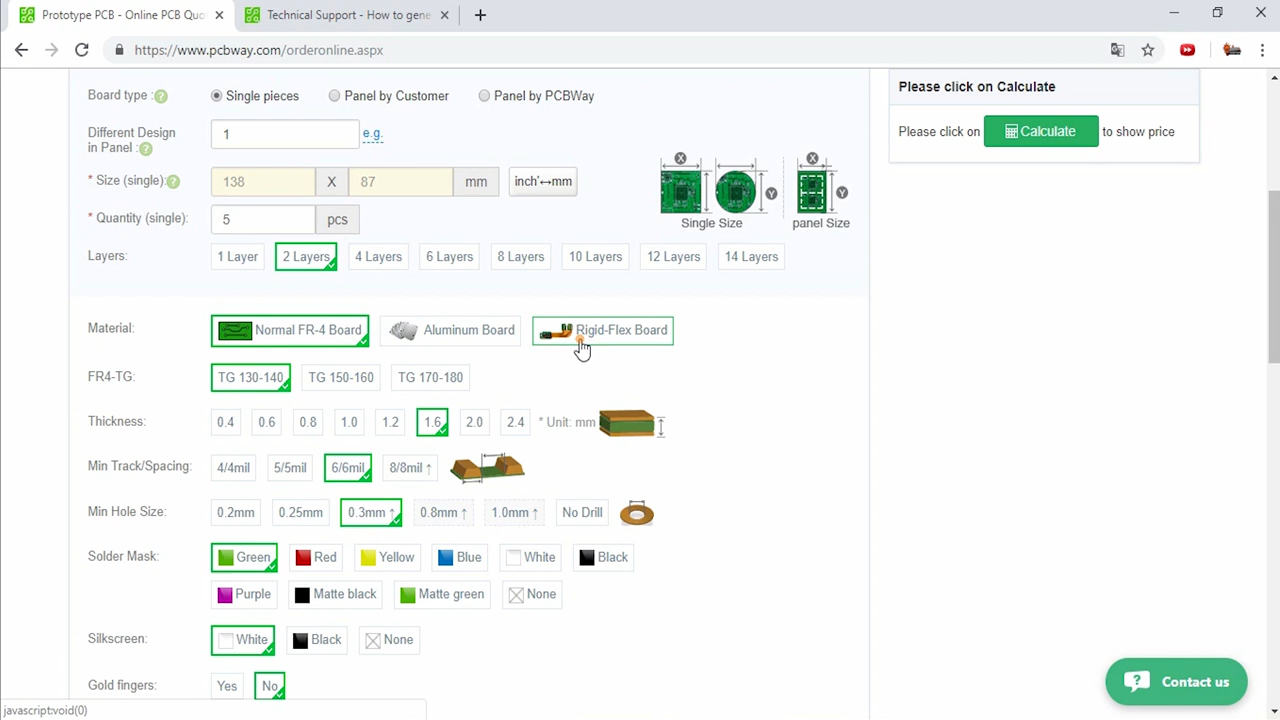 Prototype PCB - Online PCB Quo
Technical Support - How to gene
https://www.pcbway.com/orderonline.aspx
Board type : Single pieces Panel by Customer Panel by PCBWay
Different Design in Panel : 1 e.g.
* Size (single): 138 X 87 mm inch↔mm
X Y X Y
Single Size panel Size
* Quantity (single): 5 pcs
Layers: 1 Layer 2 Layers 4 Layers 6 Layers 8 Layers 10 Layers 12 Layers 14 Layers
Material: Normal FR-4 Board Aluminum Board Rigid-Flex Board
FR4-TG: TG 130-140 TG 150-160 TG 170-180
Thickness: 0.4 0.6 0.8 1.0 1.2 1.6 2.0 2.4 * Unit: mm
Min Track/Spacing: 4/4mil 5/5mil 6/6mil 8/8mil ↑
Min Hole Size: 0.2mm 0.25mm 0.3mm ↑ 0.8mm ↑ 1.0mm ↑ No Drill
Solder Mask: Green Red Yellow Blue White Black
Purple Matte black Matte green None
Silkscreen: White Black None
Gold fingers: Yes No
Please click on Calculate
Please click on Calculate to show price
Contact us
javascript:void(0)